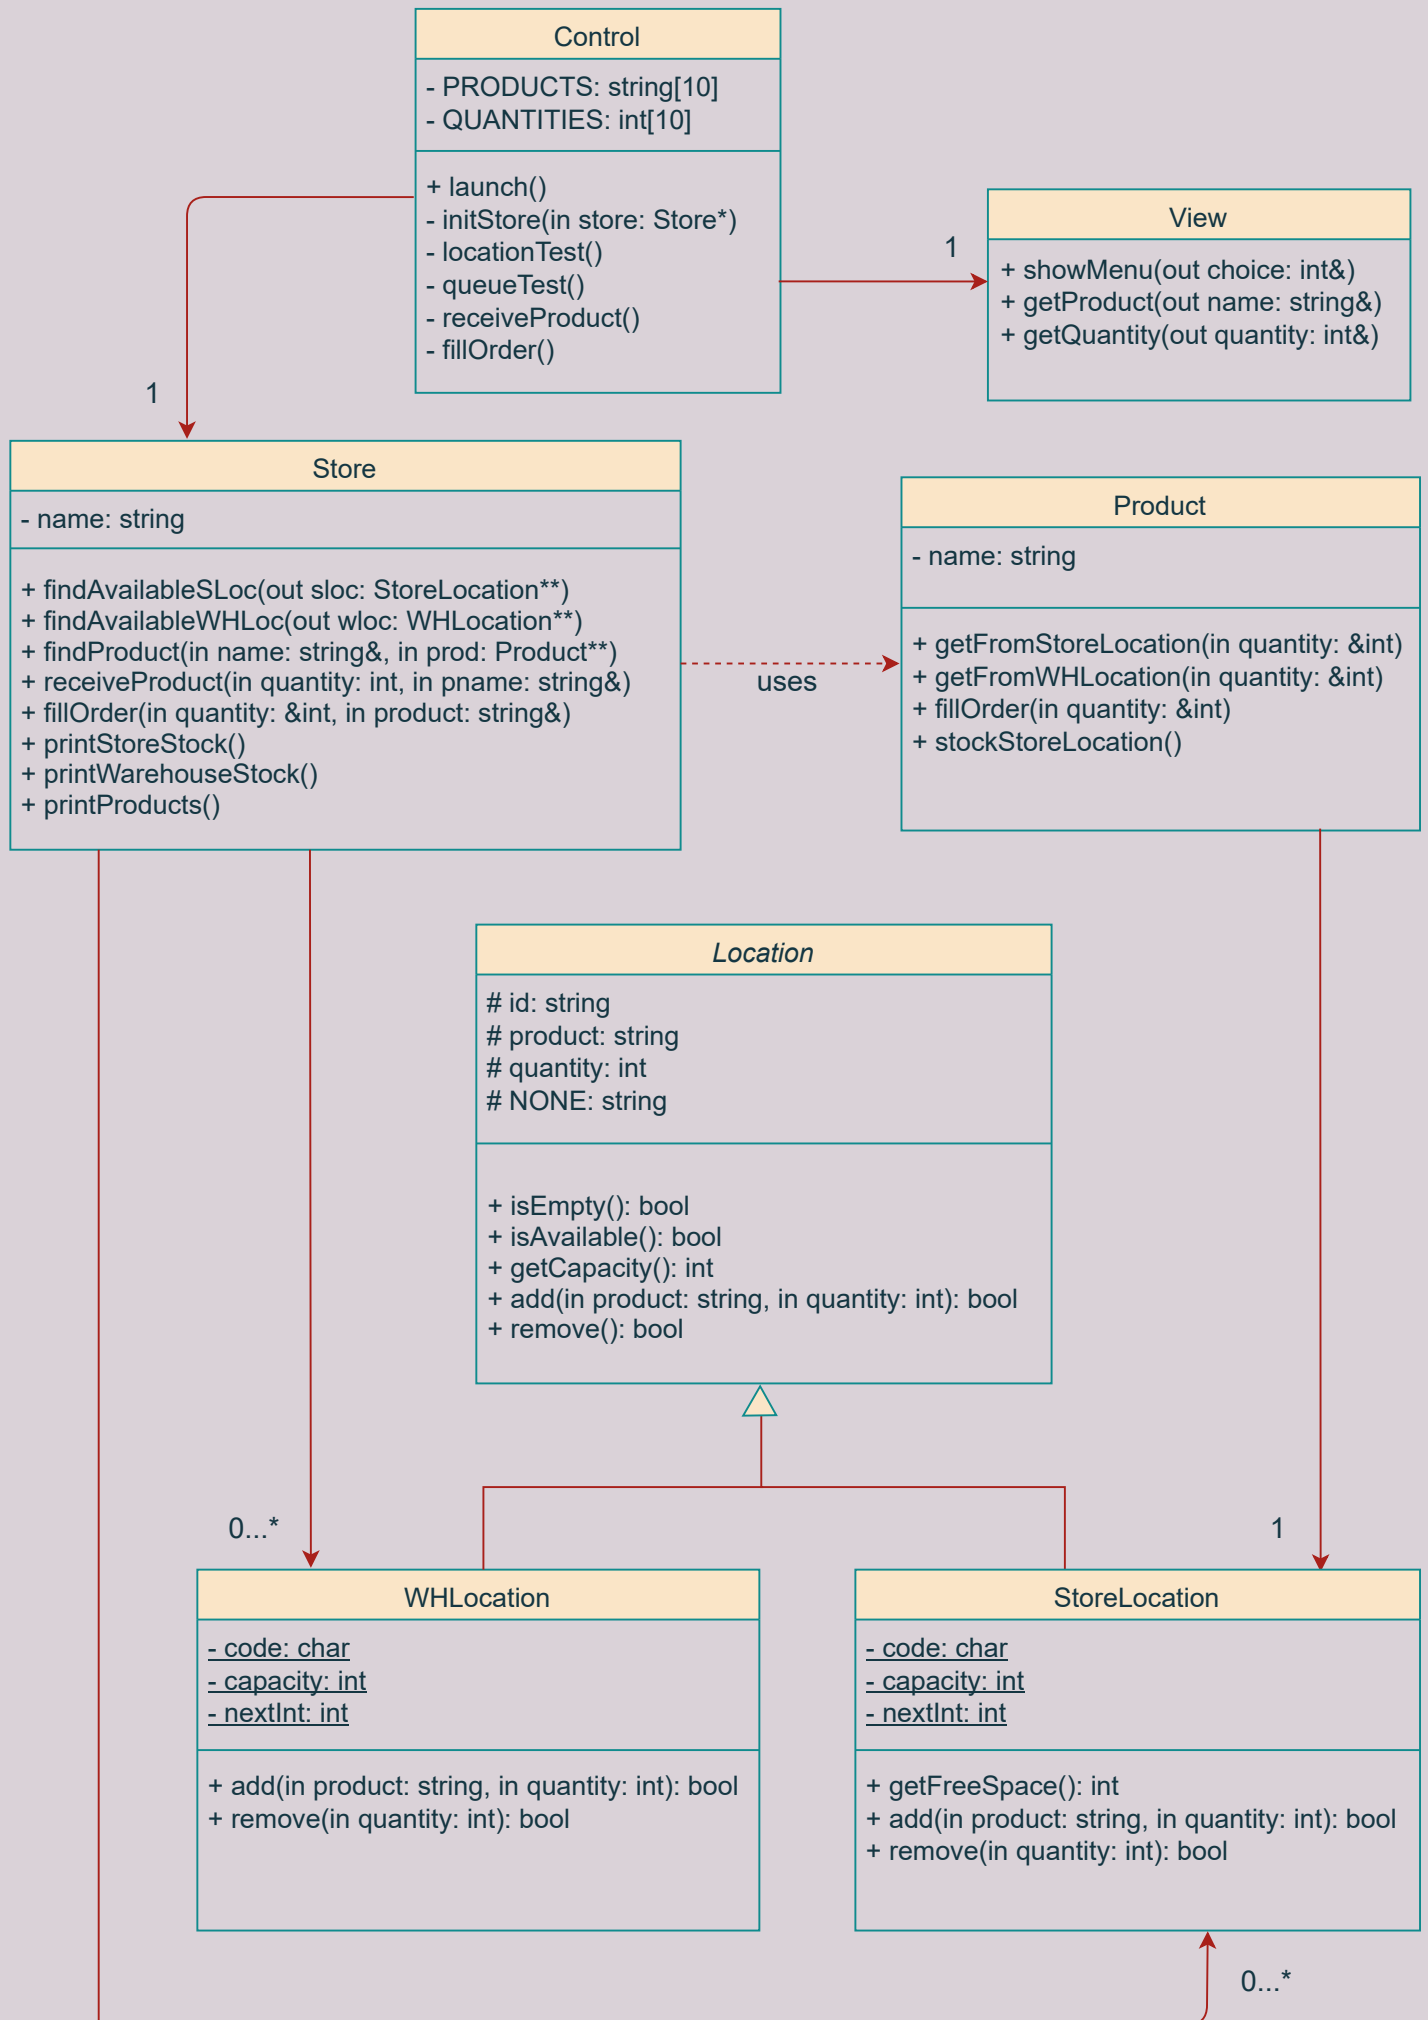 Control
- PRODUCTS: string[10]
- QUANTITIES: int[10]
+ launch()
- initStore(in store: Store*)
- locationTest()
- queueTest()
- receiveProduct()
- fillOrder()
1
View
+ showMenu(out choice: int&)
+ getProduct(out name: string&)
+ getQuantity(out quantity: int&)
1
Store
- name: string
+ findAvailableSLoc(out sloc: StoreLocation**)
+ findAvailableWHLoc(out wloc: WHLocation**)
+ findProduct(in name: string&, in prod: Product**)
+ receiveProduct(in quantity: int, in pname: string&)
+ fillOrder(in quantity: &int, in product: string&)
+ printStoreStock()
+ printWarehouseStock()
+ printProducts()
uses
Product
- name: string
+ getFromStoreLocation(in quantity: &int)
+ getFromWHLocation(in quantity: &int)
+ fillOrder(in quantity: &int)
+ stockStoreLocation()
Location
# id: string
# product: string
# quantity: int
# NONE: string
+ isEmpty(): bool
+ isAvailable(): bool
+ getCapacity(): int
+ add(in product: string, in quantity: int): bool
+ remove(): bool
0...*
1
WHLocation
- code: char
- capacity: int
- nextInt: int
+ add(in product: string, in quantity: int): bool
+ remove(in quantity: int): bool
StoreLocation
- code: char
- capacity: int
- nextInt: int
+ getFreeSpace(): int
+ add(in product: string, in quantity: int): bool
+ remove(in quantity: int): bool
0...*